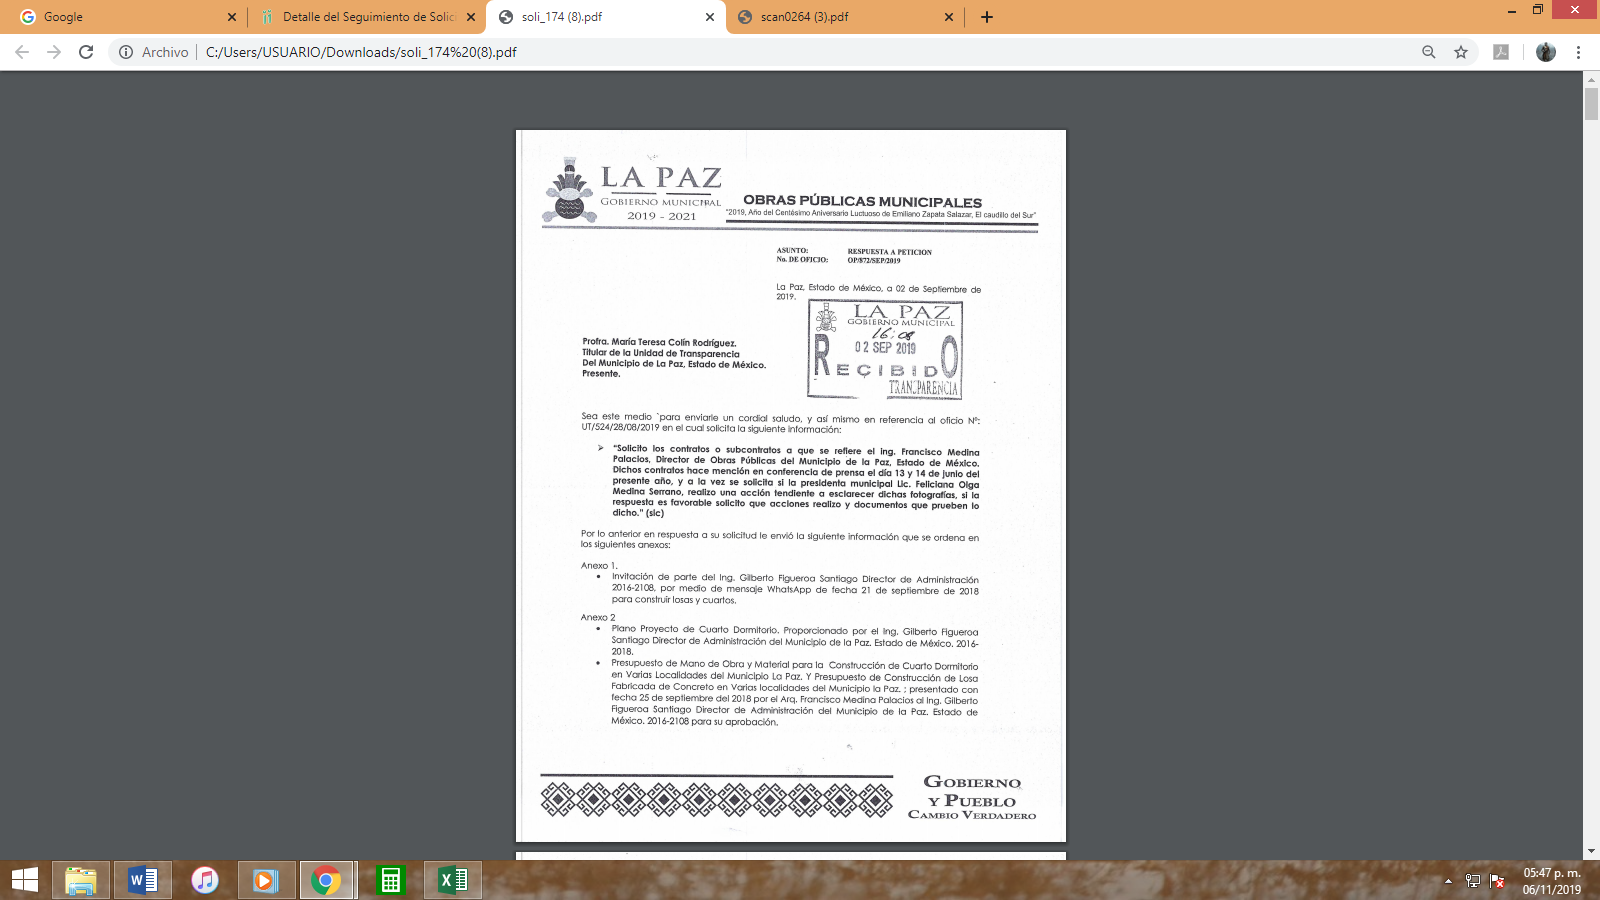 Google
Detalle del Seguimiento de Solici
soli_174 (8).pdf
scan0264 (3).pdf
Archivo
C:/Users/USUARIO/Downloads/soli_174%20(8).pdf
LA PAZ
GOBIERNO MUNICIPAL
2019 - 2021
OBRAS PÚBLICAS MUNICIPALES
"2019, Año del Centésimo Aniversario Luctuoso de Emiliano Zapata Salazar, El caudillo del Sur"
ASUNTO: RESPUESTA A PETICION
No. DE OFICIO: OP/872/SEP/2019
La Paz, Estado de México, a 02 de Septiembre de
2019.
LA PAZ
GOBIERNO MUNICIPAL
16:08
02 SEP 2019
RECIBIDO
TRANSPARENCIA
Profra. María Teresa Colín Rodríguez.
Titular de la Unidad de Transparencia
Del Municipio de La Paz, Estado de México.
Presente.
Sea este medio `para enviarle un cordial saludo, y así mismo en referencia al oficio Nº:
UT/524/28/08/2019 en el cual solicita la siguiente información:
➢ "Solicito los contratos o subcontratos a que se refiere el ing. Francisco Medina
Palacios, Director de Obras Públicas del Municipio de la Paz, Estado de México.
Dichos contratos hace mención en conferencia de prensa el día 13 y 14 de junio del
presente año, y a la vez se solicita si la presidenta municipal Lic. Feliciana Olga
Medina Serrano, realizo una acción tendiente a esclarecer dichas fotografías, si la
respuesta es favorable solicito que acciones realizo y documentos que prueben lo
dicho." (sic)
Por lo anterior en respuesta a su solicitud le envió la siguiente información que se ordena en
los siguientes anexos:
Anexo 1.
• Invitación de parte del Ing. Gilberto Figueroa Santiago Director de Administración
2016-2108, por medio de mensaje WhatsApp de fecha 21 de septiembre de 2018
para construir losas y cuartos.
Anexo 2
• Plano Proyecto de Cuarto Dormitorio. Proporcionado por el Ing. Gilberto Figueroa
Santiago Director de Administración del Municipio de la Paz. Estado de México. 2016-
2018.
• Presupuesto de Mano de Obra y Material para la Construcción de Cuarto Dormitorio
en Varias Localidades del Municipio La Paz. Y Presupuesto de Construcción de Losa
Fabricada de Concreto en Varias localidades del Municipio la Paz. ; presentado con
fecha 25 de septiembre del 2018 por el Arq. Francisco Medina Palacios al Ing. Gilberto
Figueroa Santiago Director de Administración del Municipio de la Paz. Estado de
México. 2016-2108 para su aprobación.
GOBIERNO
Y PUEBLO
CAMBIO VERDADERO
05:47 p. m.
06/11/2019